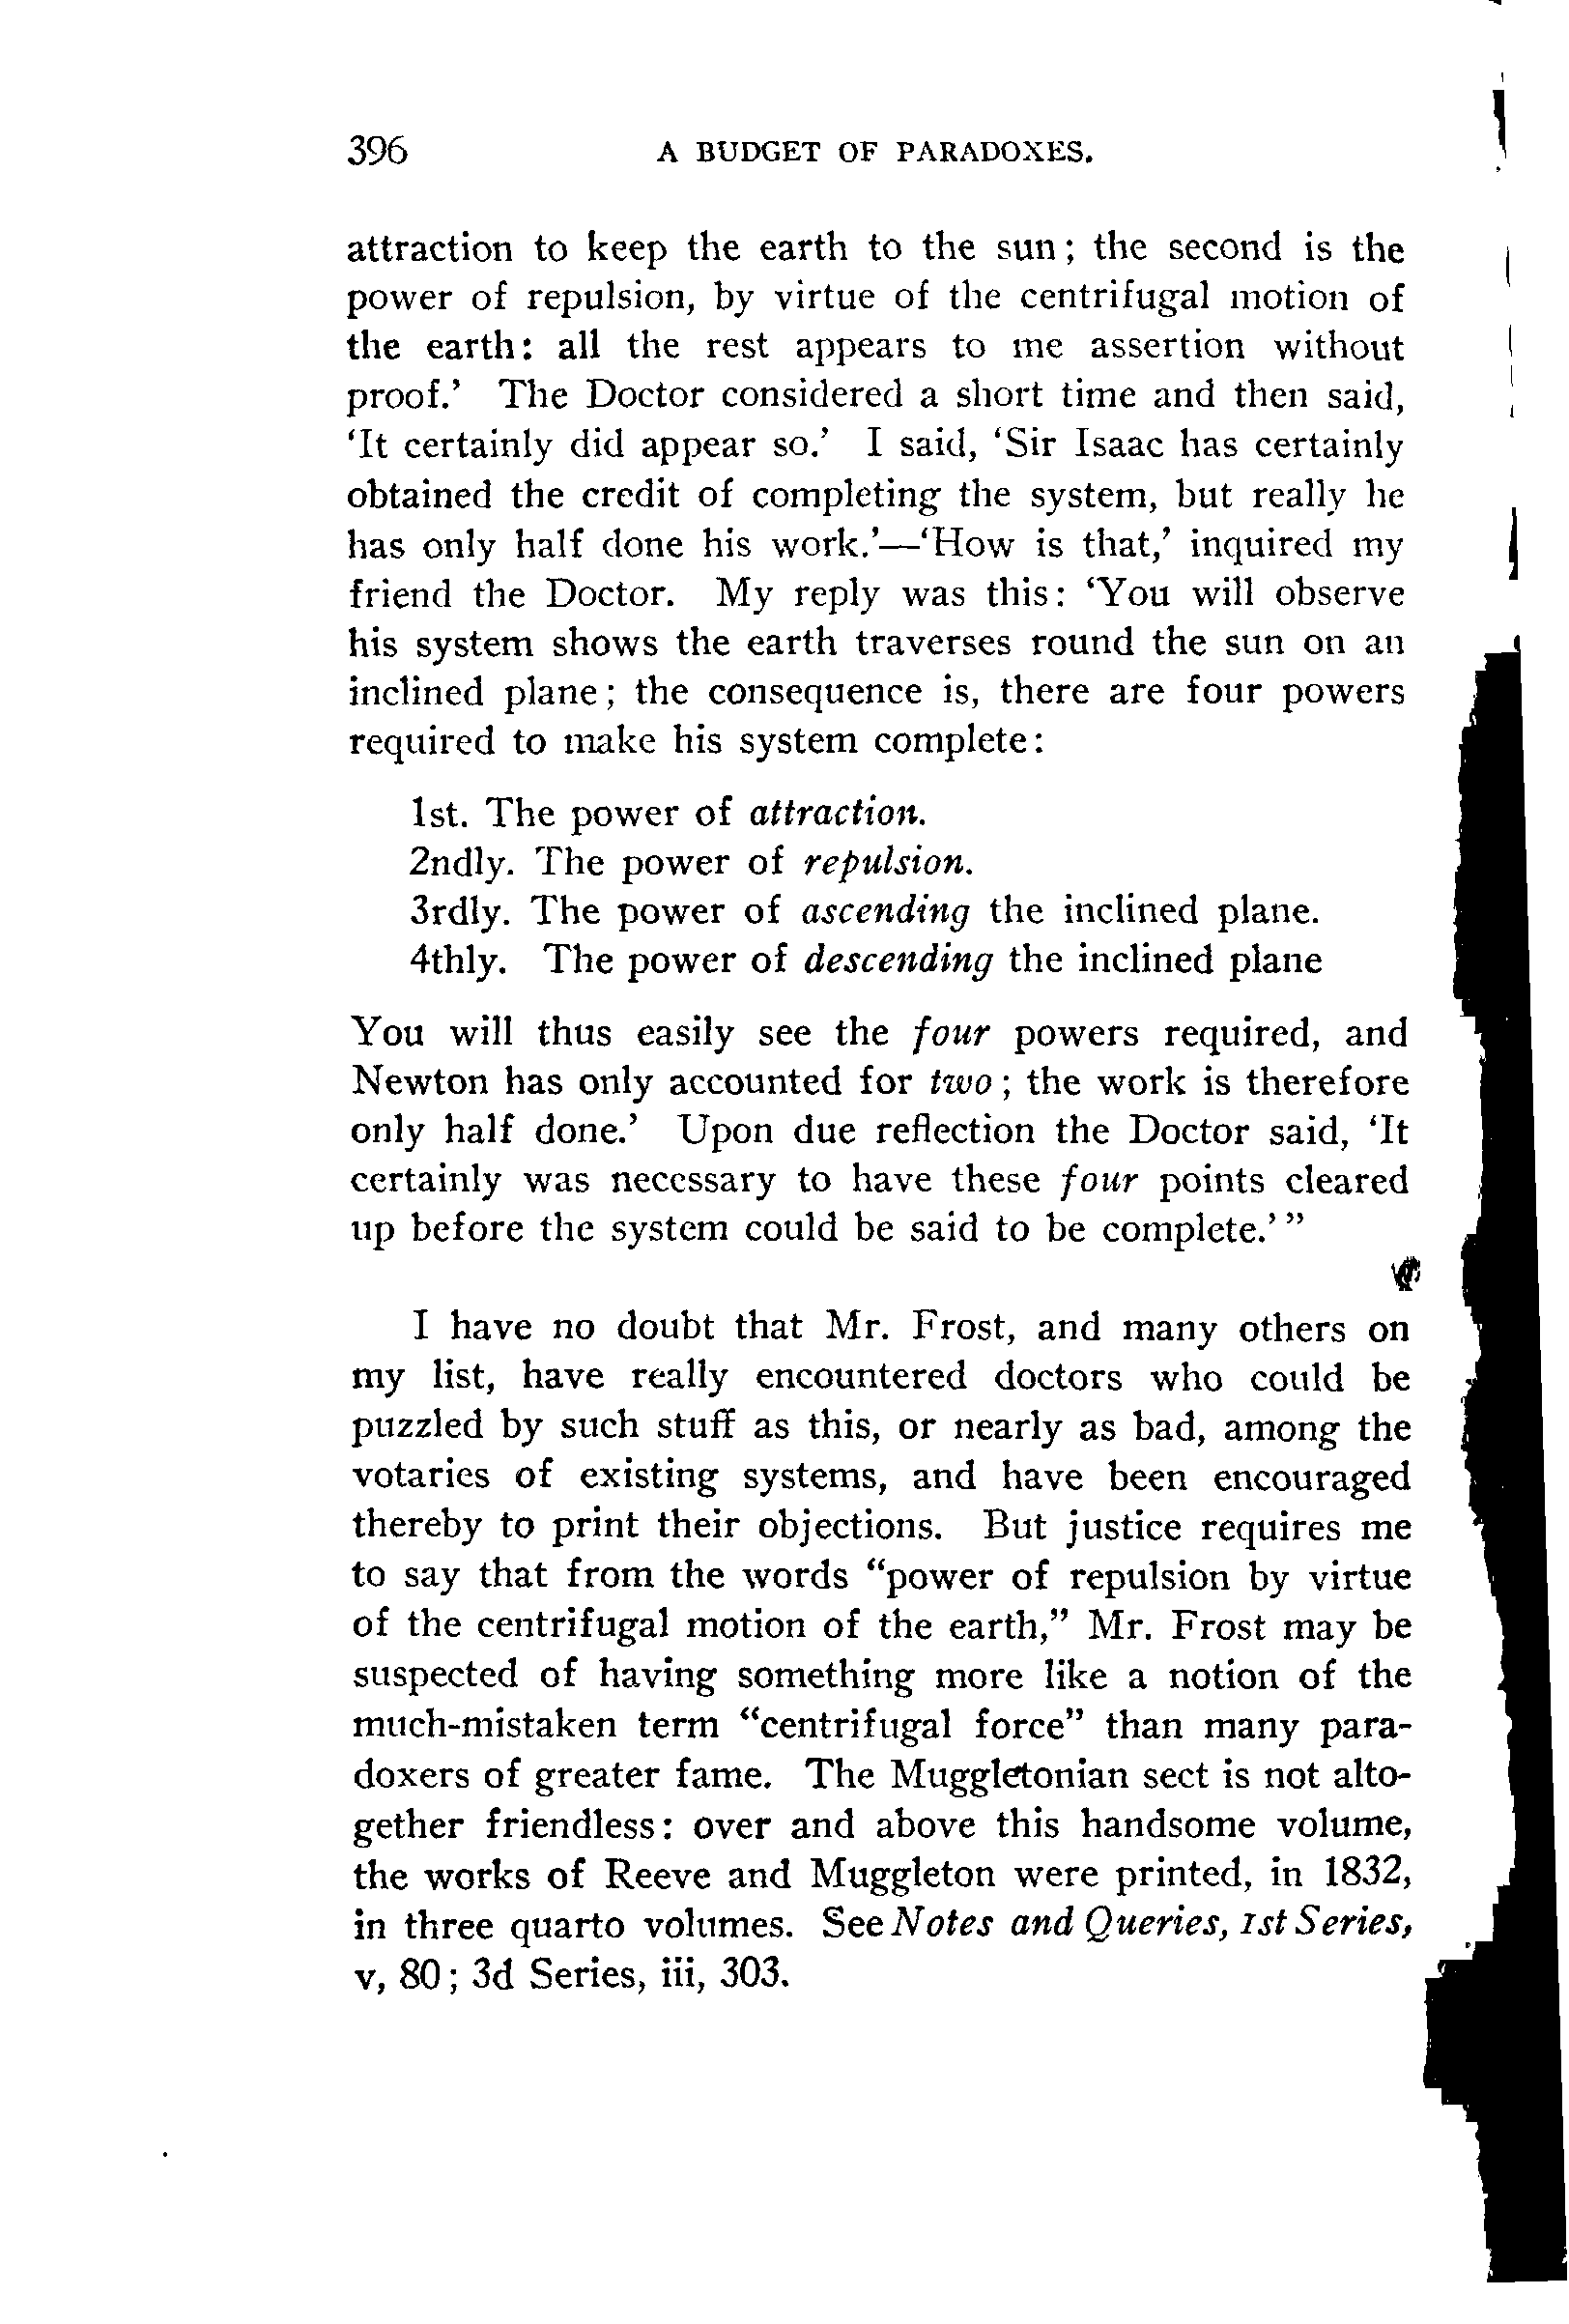 396 A BUDGET OF PARADOXES.
attraction to keep the earth to the sun; the second is the
power of repulsion, by virtue of the centrifugal motion of
the earth: all the rest appears to me assertion without
proof.’ The Doctor considered a short time and then said,
‘It certainly did appear so.’ I said, ‘Sir Isaac has certainly
obtained the credit of completing the system, but really he
has only half done his work.’—‘How is that,’ inquired my
friend the Doctor. My reply was this: ‘You will observe
his system shows the earth traverses round the sun on an
inclined plane; the consequence is, there are four powers
required to make his system complete:
1st. The power of attraction.
2ndly. The power of repulsion.
3rdly. The power of ascending the inclined plane.
4thly. The power of descending the inclined plane
You will thus easily see the four powers required, and
Newton has only accounted for two; the work is therefore
only half done.’ Upon due reflection the Doctor said, ‘It
certainly was necessary to have these four points cleared
up before the system could be said to be complete.’ ”
I have no doubt that Mr. Frost, and many others on
my list, have really encountered doctors who could be
puzzled by such stuff as this, or nearly as bad, among the
votaries of existing systems, and have been encouraged
thereby to print their objections. But justice requires me
to say that from the words “power of repulsion by virtue
of the centrifugal motion of the earth,” Mr. Frost may be
suspected of having something more like a notion of the
much-mistaken term “centrifugal force” than many para-
doxers of greater fame. The Muggletonian sect is not alto-
gether friendless: over and above this handsome volume,
the works of Reeve and Muggleton were printed, in 1832,
in three quarto volumes. See Notes and Queries, 1st Series,
v, 80; 3d Series, iii, 303.